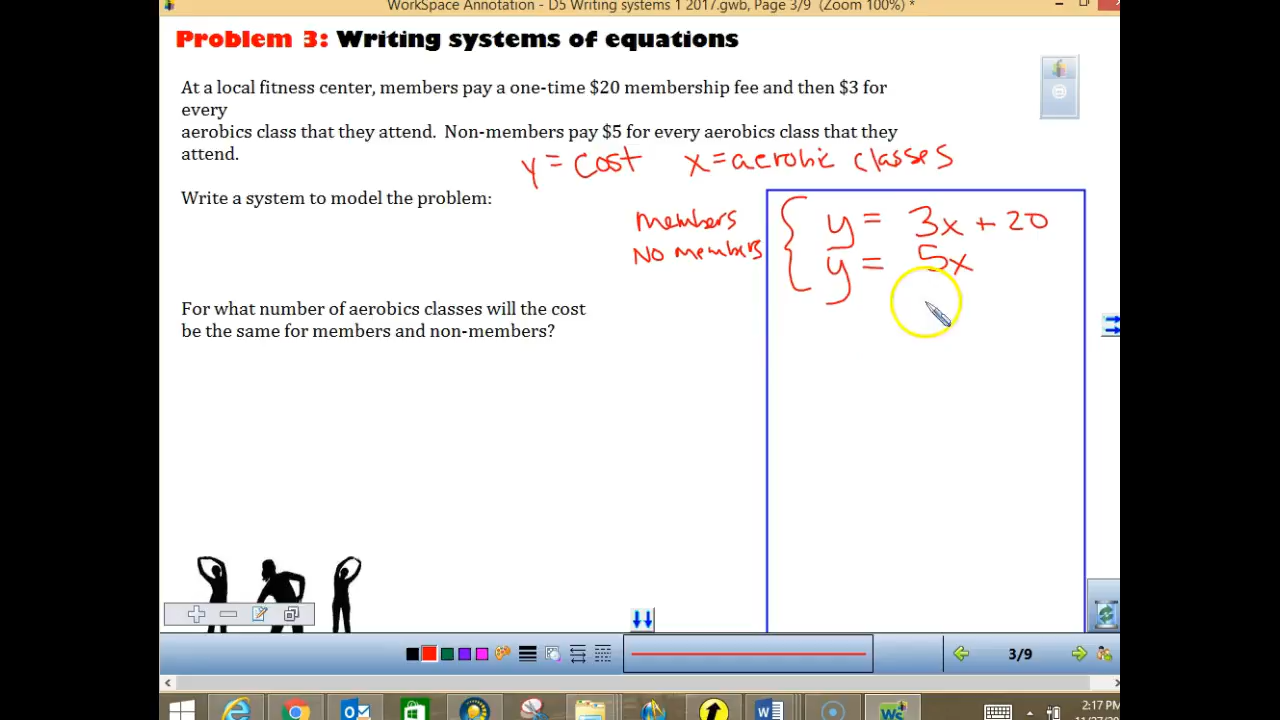 WorkSpace Annotation - D5 Writing systems 1 2017.gwb, Page 3/9 (Zoom 100%) *
Problem 3: Writing systems of equations
At a local fitness center, members pay a one-time $20 membership fee and then $3 for
every
aerobics class that they attend. Non-members pay $5 for every aerobics class that they
attend.
y = cost x = aerobic classes
Write a system to model the problem:
members { y = 3x + 20
No members y = 5x
For what number of aerobics classes will the cost
be the same for members and non-members?
3/9
2:17 PM